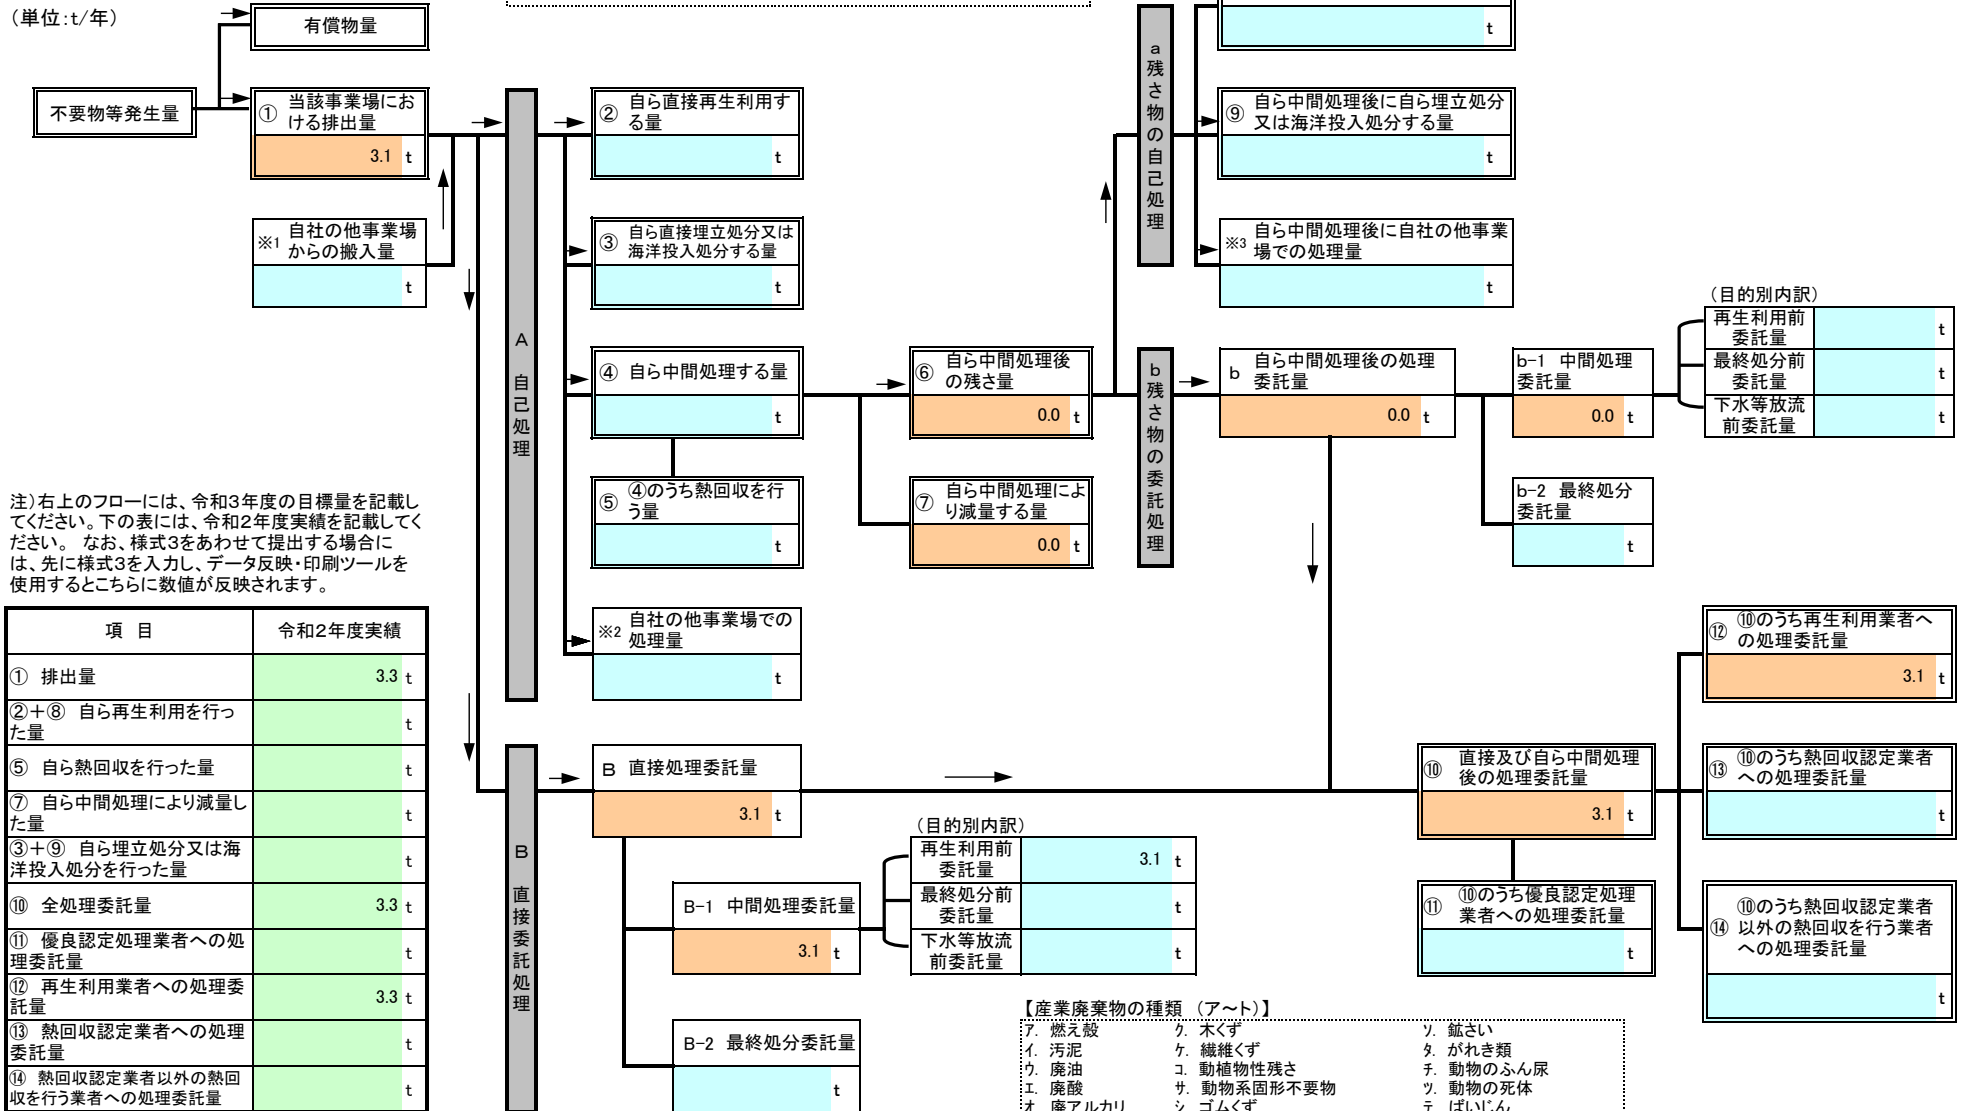 （単位：t/年）
有償物量
不要物等発生量
① 当該事業場にお
ける排出量
3.1 t
※1 自社の他事業場
からの搬入量
t
A 自己処理
② 自ら直接再生利用す
る量
t
③ 自ら直接埋立処分又は
海洋投入処分する量
t
④ 自ら中間処理する量
t
⑤ ④のうち熱回収を行
う量
t
※2 自社の他事業場での
処理量
t
⑥ 自ら中間処理後
の残さ量
0.0 t
⑦ 自ら中間処理によ
り減量する量
0.0 t
a 残さ物の自己処理
t
⑨ 自ら中間処理後に自ら埋立処分
又は海洋投入処分する量
t
※3 自ら中間処理後に自社の他事業
場での処理量
t
b 残さ物の委託処理
b 自ら中間処理後の処理
委託量
0.0 t
b-1 中間処理
委託量
0.0 t
（目的別内訳）
再生利用前
委託量
t
最終処分前
委託量
t
下水等放流
前委託量
t
b-2 最終処分
委託量
t
注）右上のフローには、令和3年度の目標量を記載し
てください。下の表には、令和2年度実績を記載してく
ださい。 なお、様式3をあわせて提出する場合に
は、先に様式3を入力し、データ反映・印刷ツールを
使用するとこちらに数値が反映されます。
項 目 令和2年度実績
① 排出量 3.3 t
②＋⑧ 自ら再生利用を行っ
た量 t
⑤ 自ら熱回収を行った量 t
⑦ 自ら中間処理により減量し
た量 t
③＋⑨ 自ら埋立処分又は海
洋投入処分を行った量 t
⑩ 全処理委託量 3.3 t
⑪ 優良認定処理業者への処
理委託量 t
⑫ 再生利用業者への処理委
託量 3.3 t
⑬ 熱回収認定業者への処理
委託量 t
⑭ 熱回収認定業者以外の熱回
収を行う業者への処理委託量 t
B 直接委託処理
B 直接処理委託量
3.1 t
B-1 中間処理委託量
3.1 t
（目的別内訳）
再生利用前
委託量
3.1 t
最終処分前
委託量
t
下水等放流
前委託量
t
B-2 最終処分委託量
t
⑩ 直接及び自ら中間処理
後の処理委託量
3.1 t
⑪ ⑩のうち優良認定処理
業者への処理委託量
t
⑫ ⑩のうち再生利用業者へ
の処理委託量
3.1 t
⑬ ⑩のうち熱回収認定業者
への処理委託量
t
⑩のうち熱回収認定業者
⑭ 以外の熱回収を行う業者
への処理委託量
t
【産業廃棄物の種類 （ア～ト）】
ア. 燃え殻 ク. 木くず ソ. 鉱さい
イ. 汚泥 ケ. 繊維くず タ. がれき類
ウ. 廃油 コ. 動植物性残さ チ. 動物のふん尿
エ. 廃酸 サ. 動物系固形不要物 ツ. 動物の死体
オ. 廃アルカリ シ. ゴムくず テ. ばいじん